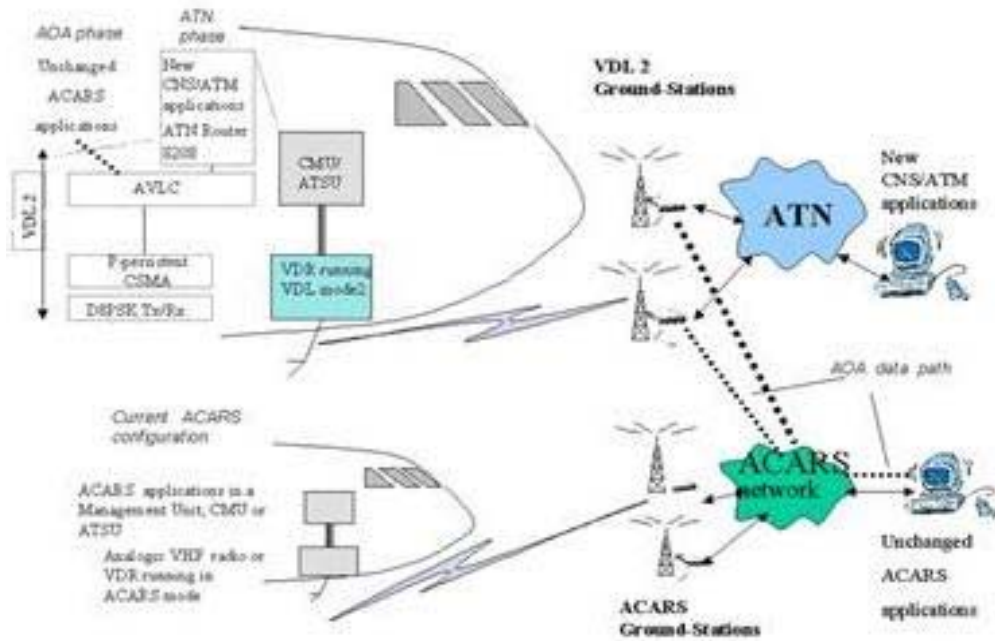 AOA phase
Unchanged
ACARS
applications
ATN
phase
New
CNS/ATM
applications
ATN Router
8208
VDL 2
AVLC
P-persistent
CSMA
D8PSK Tx/Rx
CMU/
ATSU
VDR running
VDL mode2
VDL 2
Ground-Stations
ATN
New
CNS/ATM
applications
AOA data path
Current ACARS
configuration
ACARS applications in a
Management Unit, CMU or
ATSU
Analogic VHF radio or
VDR running in
ACARS mode
ACARS
network
Unchanged
ACARS
applications
ACARS
Ground-Stations